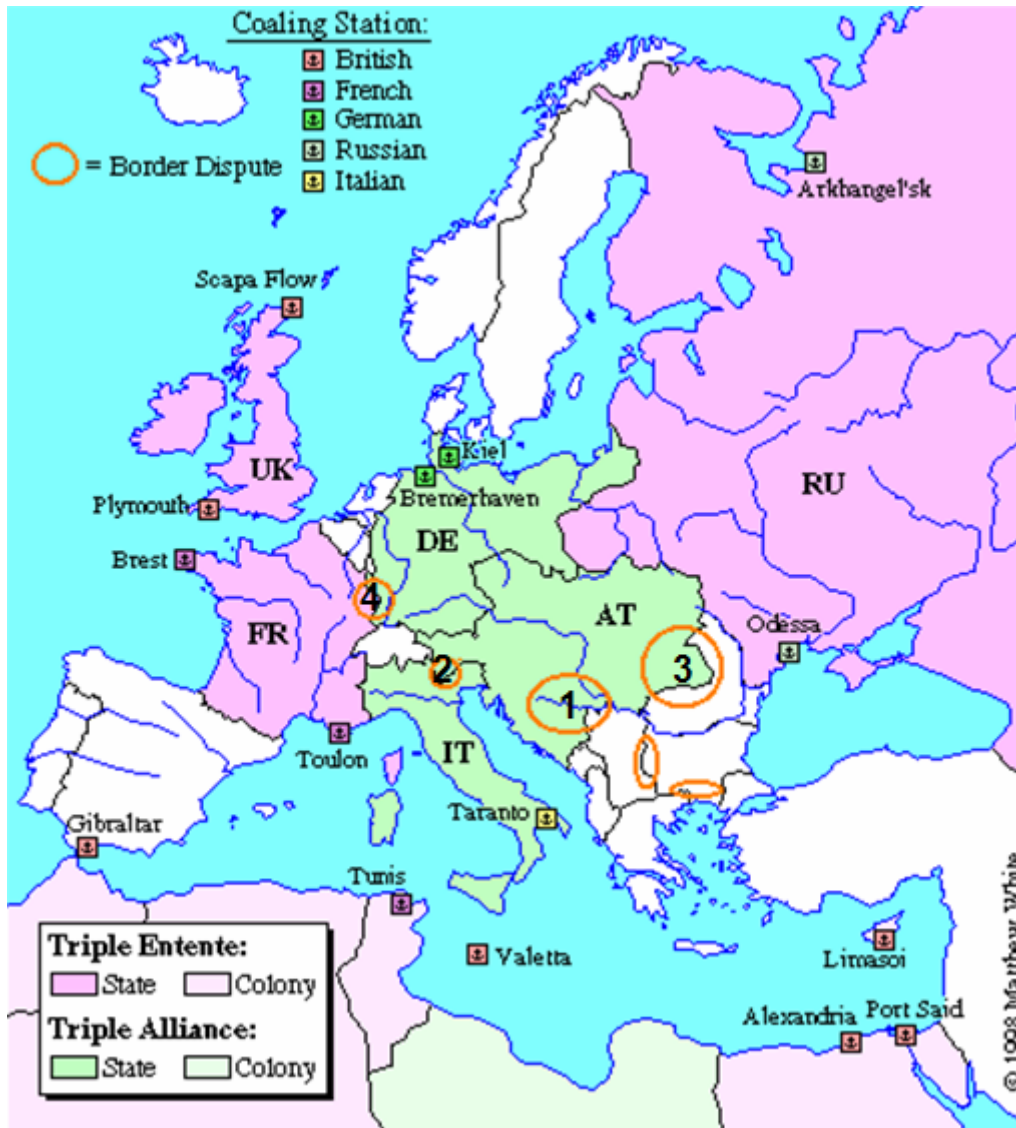 Coaling Station:
British
French
German
Russian
Italian
= Border Dispute
Arkhangel'sk
Scapa Flow
UK
Plymouth
Brest
Kiel
Bremerhaven
DE
RU
4
FR
AT
Odessa
2
3
1
Toulon
IT
Taranto
Gibraltar
Tunis
Valetta
Limasoi
Alexandria
Port Said
Triple Entente:
State Colony
Triple Alliance:
State Colony
© 1998 Matthew White